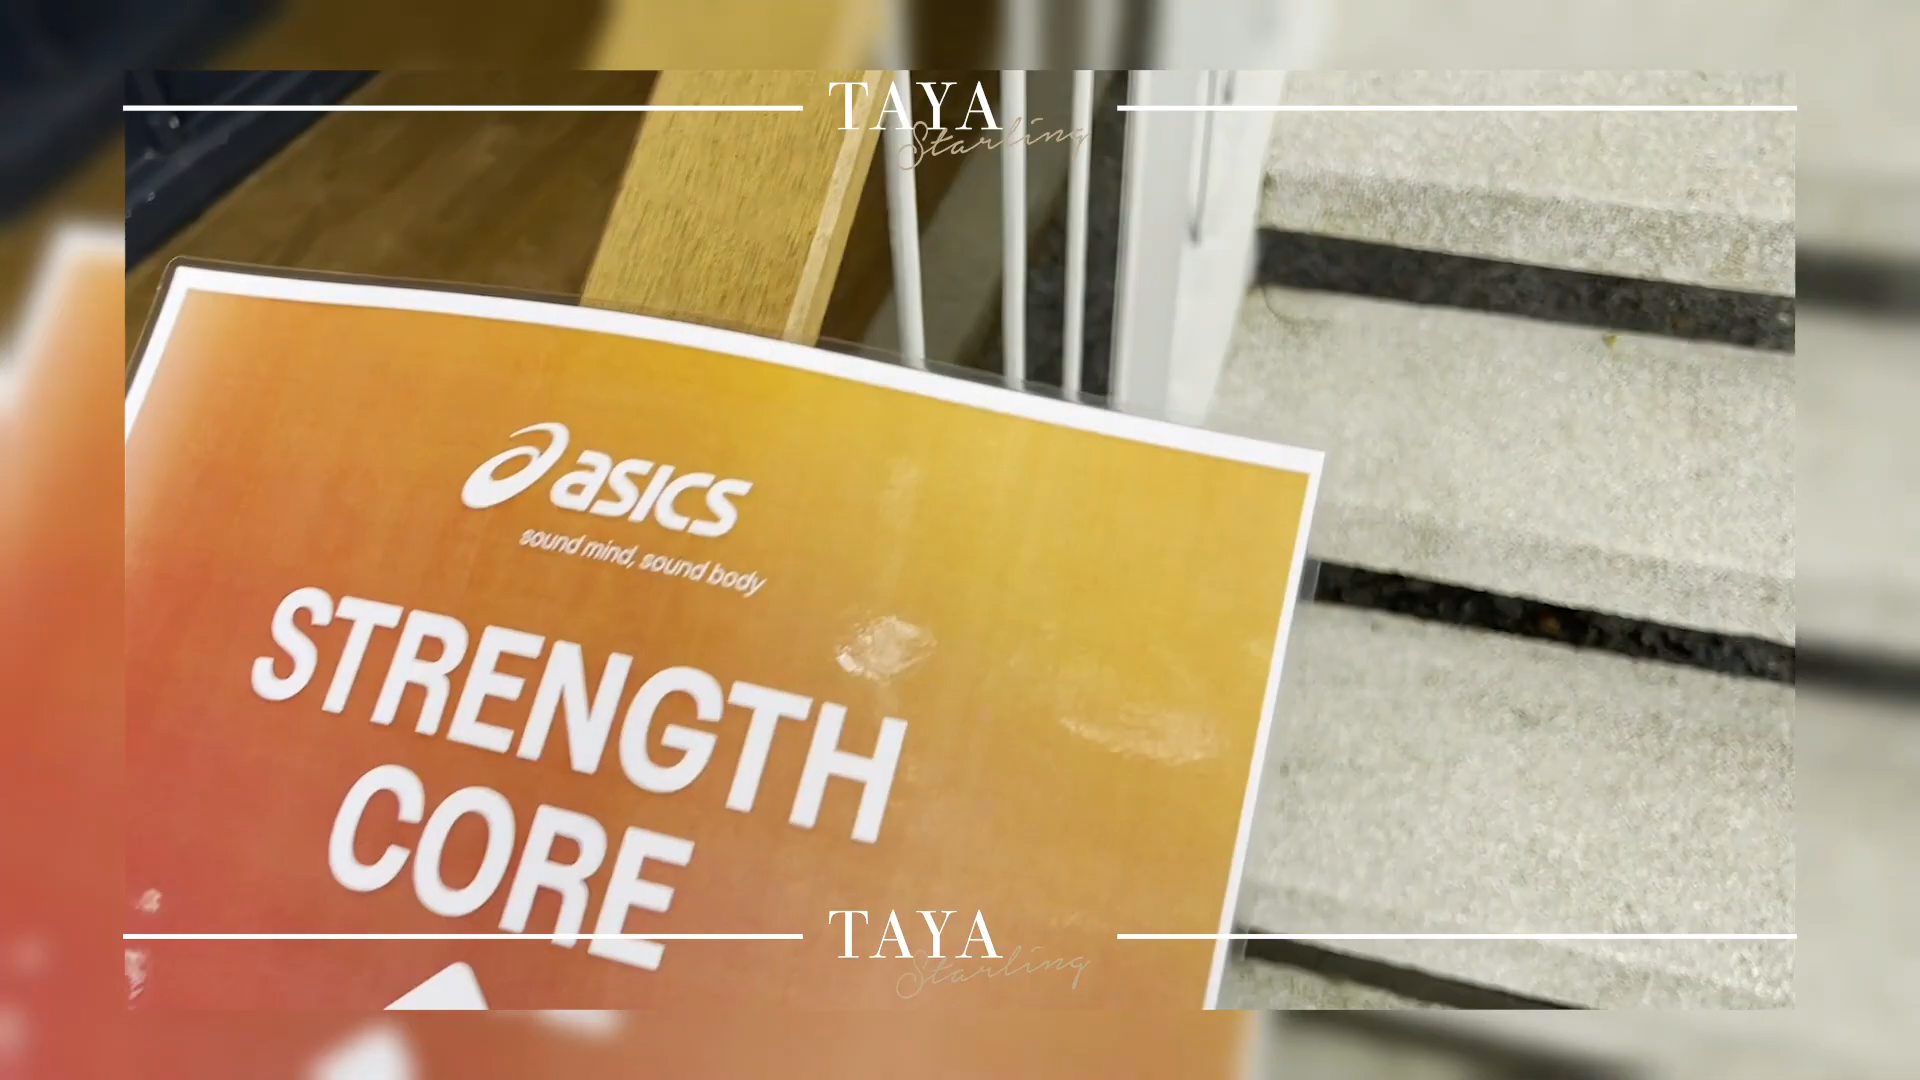 TAYA
Starling
asics
sound mind, sound body
STRENGTH
CORE
TAYA
Starling